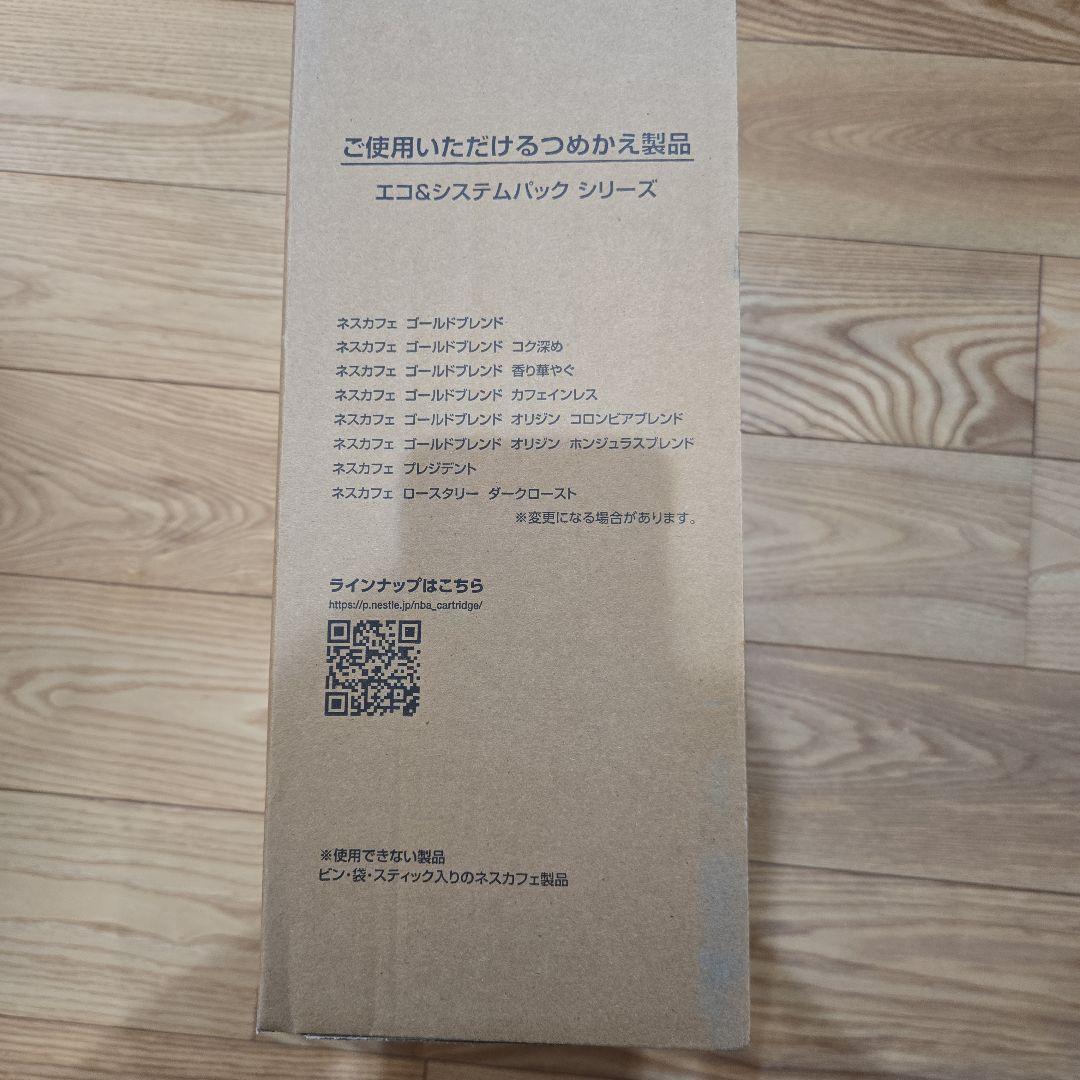 ご使用いただけるつめかえ製品
エコ&システムパック シリーズ
ネスカフェ ゴールドブレンド
ネスカフェ ゴールドブレンド コク深め
ネスカフェ ゴールドブレンド 香り華やぐ
ネスカフェ ゴールドブレンド カフェインレス
ネスカフェ ゴールドブレンド オリジン コロンビアブレンド
ネスカフェ ゴールドブレンド オリジン ホンジュラスブレンド
ネスカフェ プレジデント
ネスカフェ ロースタリー ダークロースト
※変更になる場合があります。
ラインナップはこちら
https://p.nestle.jp/nba_cartridge/
※使用できない製品
ビン・袋・スティック入りのネスカフェ製品